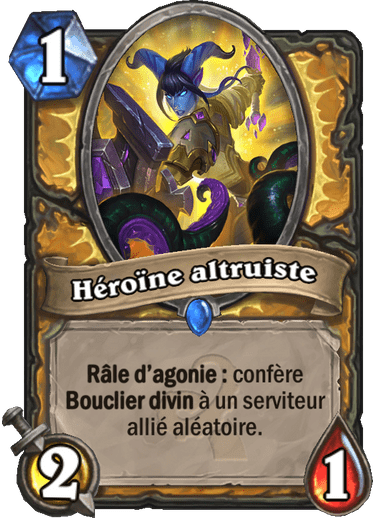 1
Héroïne altruiste
Râle d’agonie : confère
Bouclier divin à un serviteur
allié aléatoire.
2
1